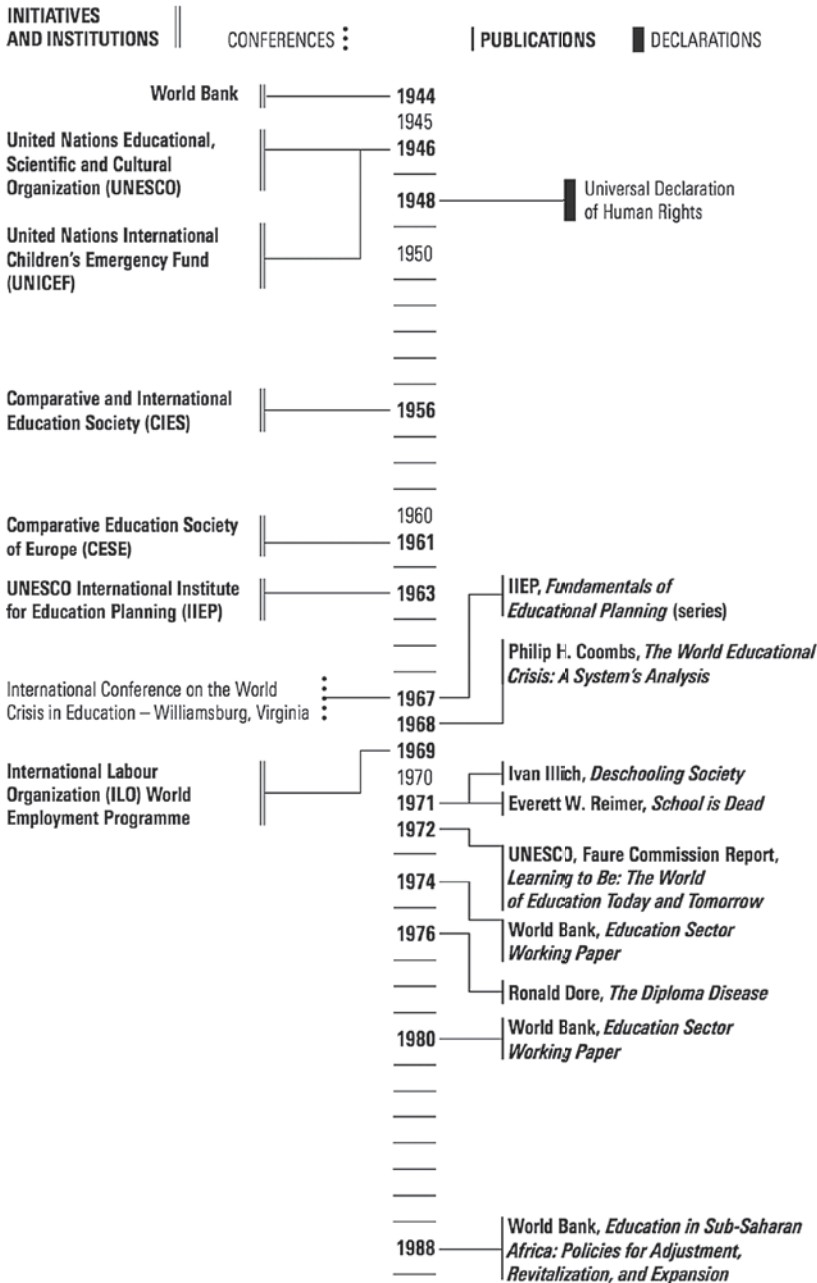 INITIATIVES
AND INSTITUTIONS
CONFERENCES
PUBLICATIONS
DECLARATIONS
World Bank
1944
1945
United Nations Educational,
Scientific and Cultural
Organization (UNESCO)
1946
1948
Universal Declaration
of Human Rights
United Nations International
Children's Emergency Fund
(UNICEF)
1950
Comparative and International
Education Society (CIES)
1956
1960
Comparative Education Society
of Europe (CESE)
1961
UNESCO International Institute
for Education Planning (IIEP)
1963
IIEP, Fundamentals of
Educational Planning (series)
Philip H. Coombs, The World Educational
Crisis: A System's Analysis
International Conference on the World
Crisis in Education – Williamsburg, Virginia
1967
1968
1969
International Labour
Organization (ILO) World
Employment Programme
1970
1971
Ivan Illich, Deschooling Society
Everett W. Reimer, School is Dead
1972
UNESCO, Faure Commission Report,
Learning to Be: The World
of Education Today and Tomorrow
1974
World Bank, Education Sector
Working Paper
1976
Ronald Dore, The Diploma Disease
1980
World Bank, Education Sector
Working Paper
1988
World Bank, Education in Sub-Saharan
Africa: Policies for Adjustment,
Revitalization, and Expansion